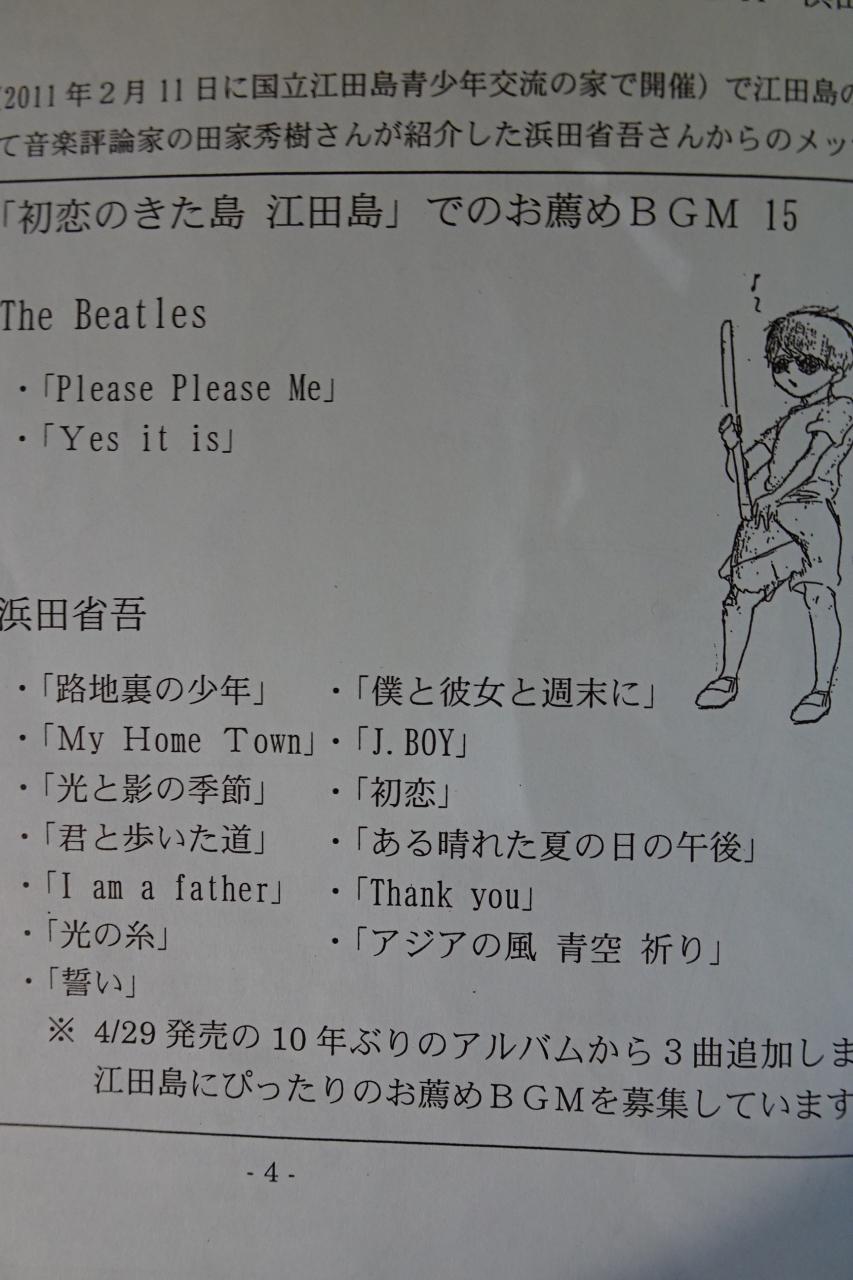 (2011年2月11日に国立江田島青少年交流の家で開催）で江田島の
て音楽評論家の田家秀樹さんが紹介した浜田省吾さんからのメッ
「初恋のきた島 江田島」でのお薦めＢＧＭ 15
The Beatles
・「Please Please Me」
・「Yes it is」
浜田省吾
・「路地裏の少年」 ・「僕と彼女と週末に」
・「My Home Town」・「J.BOY」
・「光と影の季節」 ・「初恋」
・「君と歩いた道」 ・「ある晴れた夏の日の午後」
・「I am a father」 ・「Thank you」
・「光の糸」 ・「アジアの風 青空 祈り」
・「誓い」
※ 4/29発売の10年ぶりのアルバムから３曲追加しま
江田島にぴったりのお薦めＢＧＭを募集しています
- 4 -